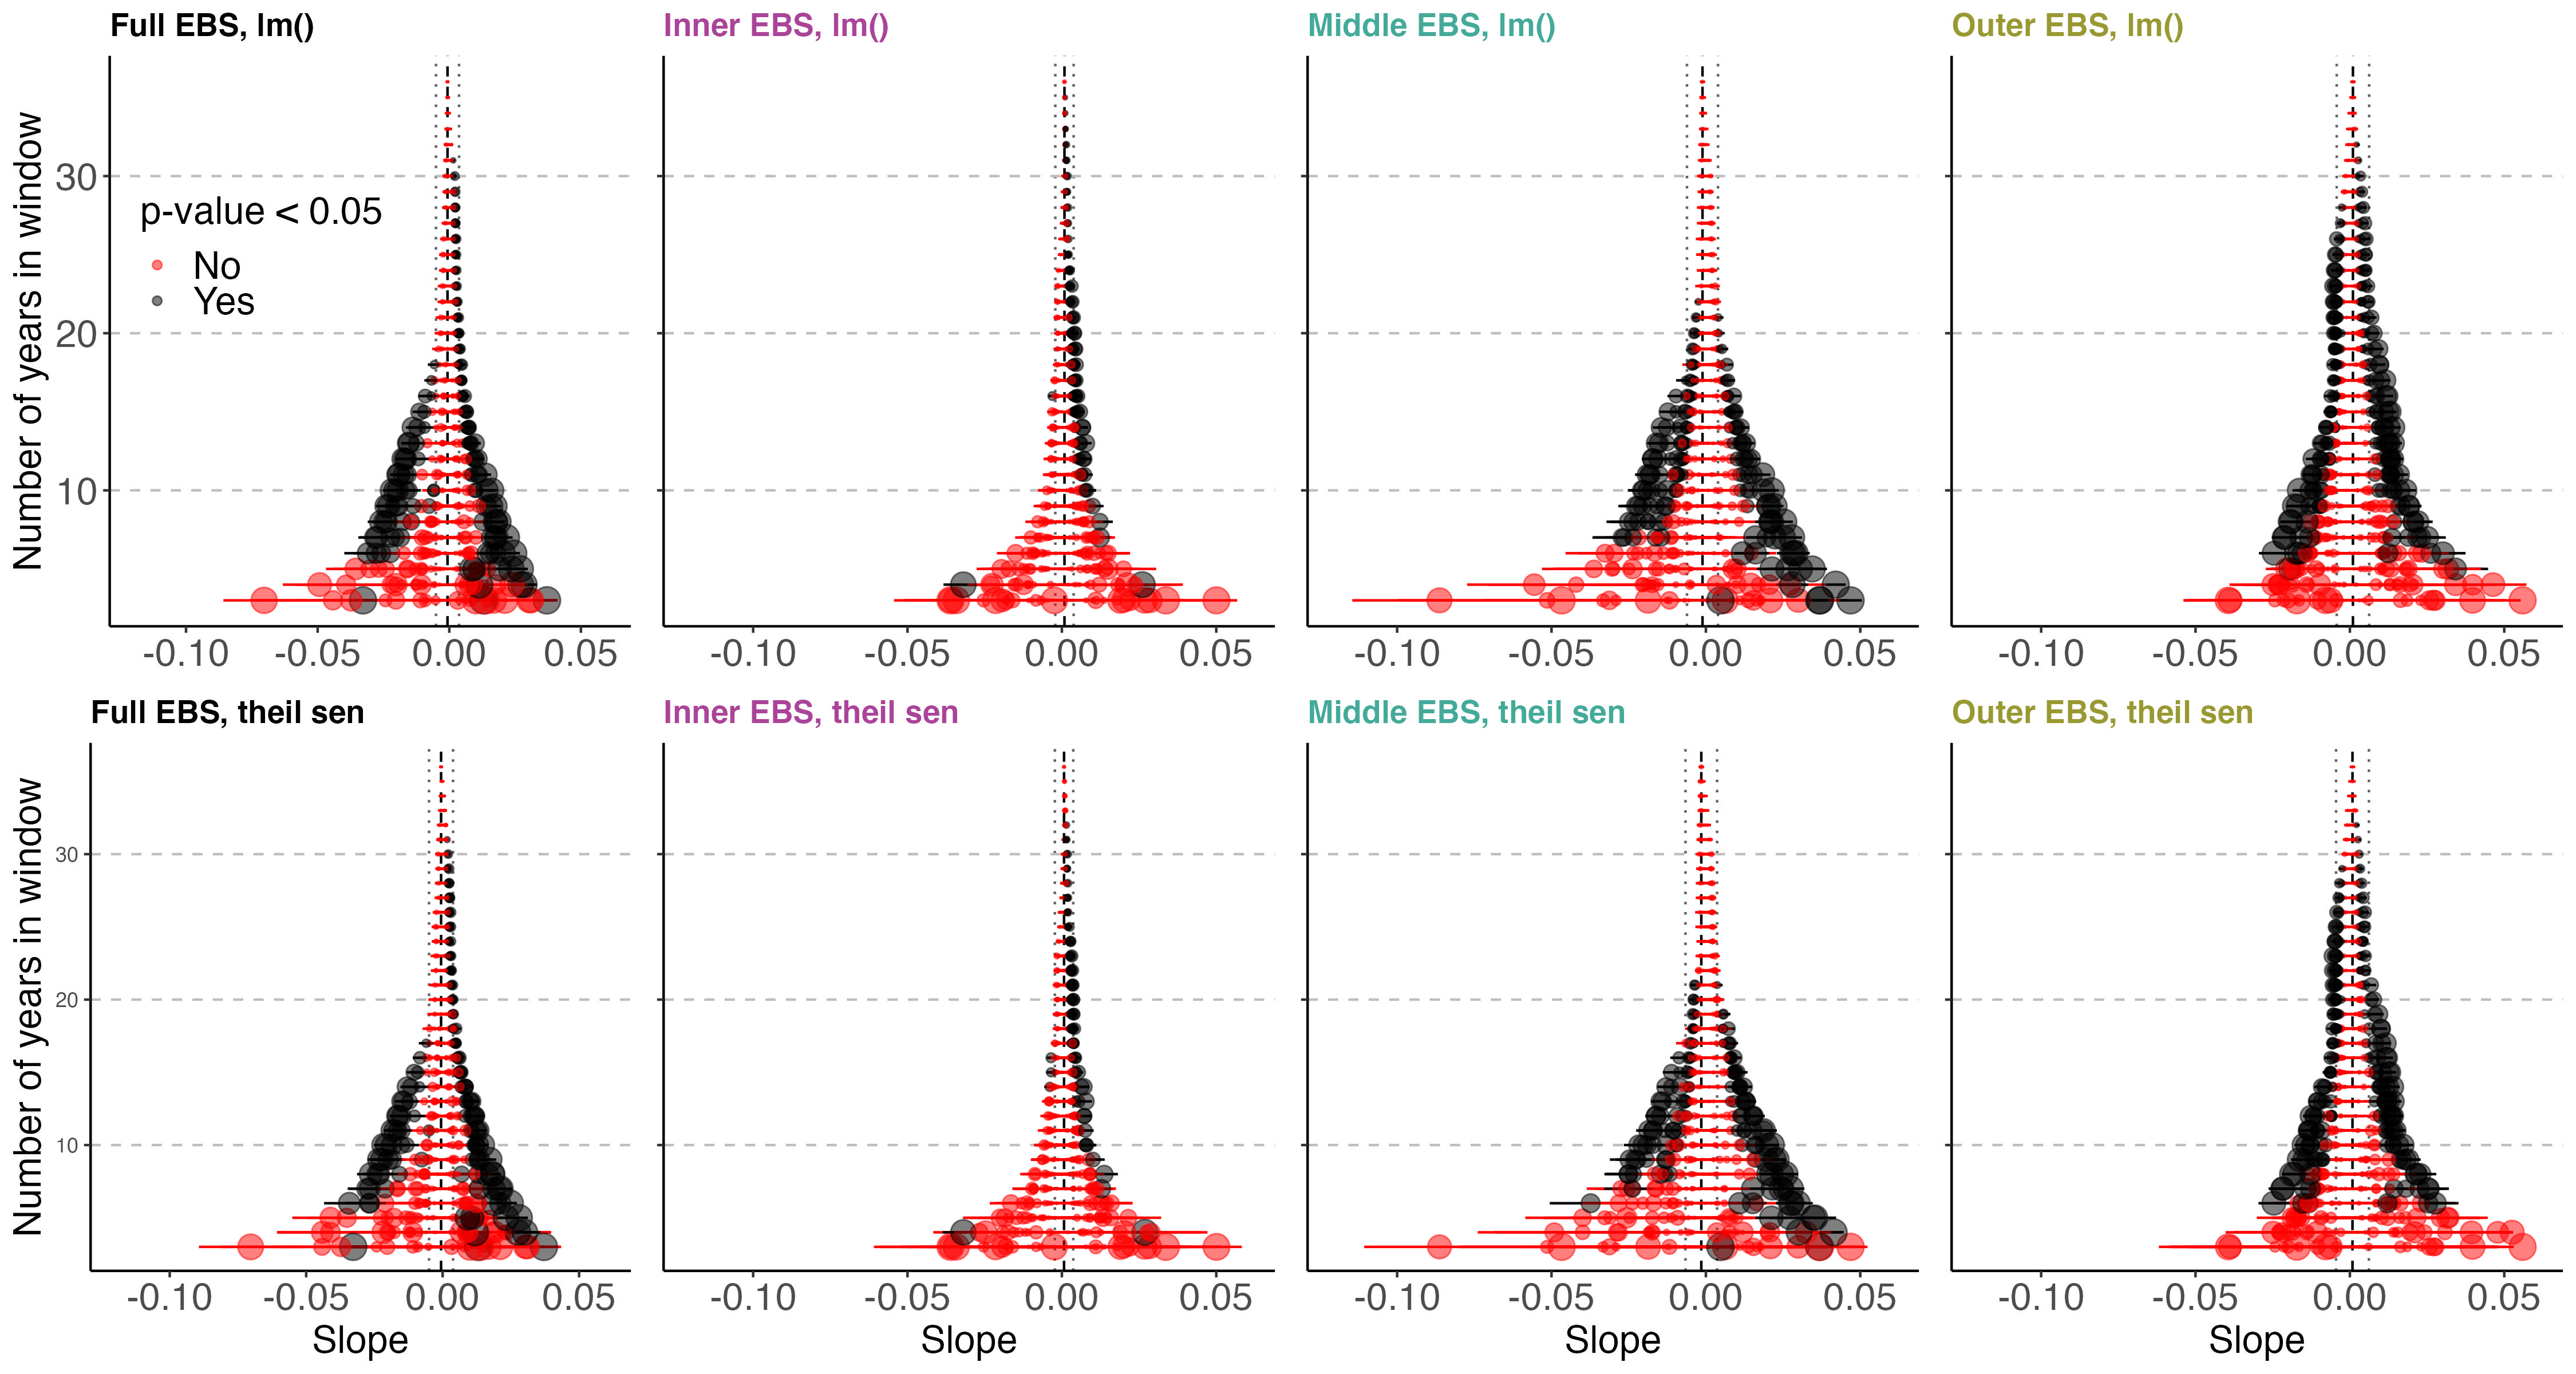 Full EBS, lm()
Inner EBS, lm()
Middle EBS, lm()
Outer EBS, lm()
Number of years in window
30
20
10
p-value < 0.05
No
Yes
-0.10 -0.05 0.00 0.05
-0.10 -0.05 0.00 0.05
-0.10 -0.05 0.00 0.05
-0.10 -0.05 0.00 0.05
Full EBS, theil sen
Inner EBS, theil sen
Middle EBS, theil sen
Outer EBS, theil sen
Number of years in window
30
20
10
-0.10 -0.05 0.00 0.05
-0.10 -0.05 0.00 0.05
-0.10 -0.05 0.00 0.05
-0.10 -0.05 0.00 0.05
Slope
Slope
Slope
Slope